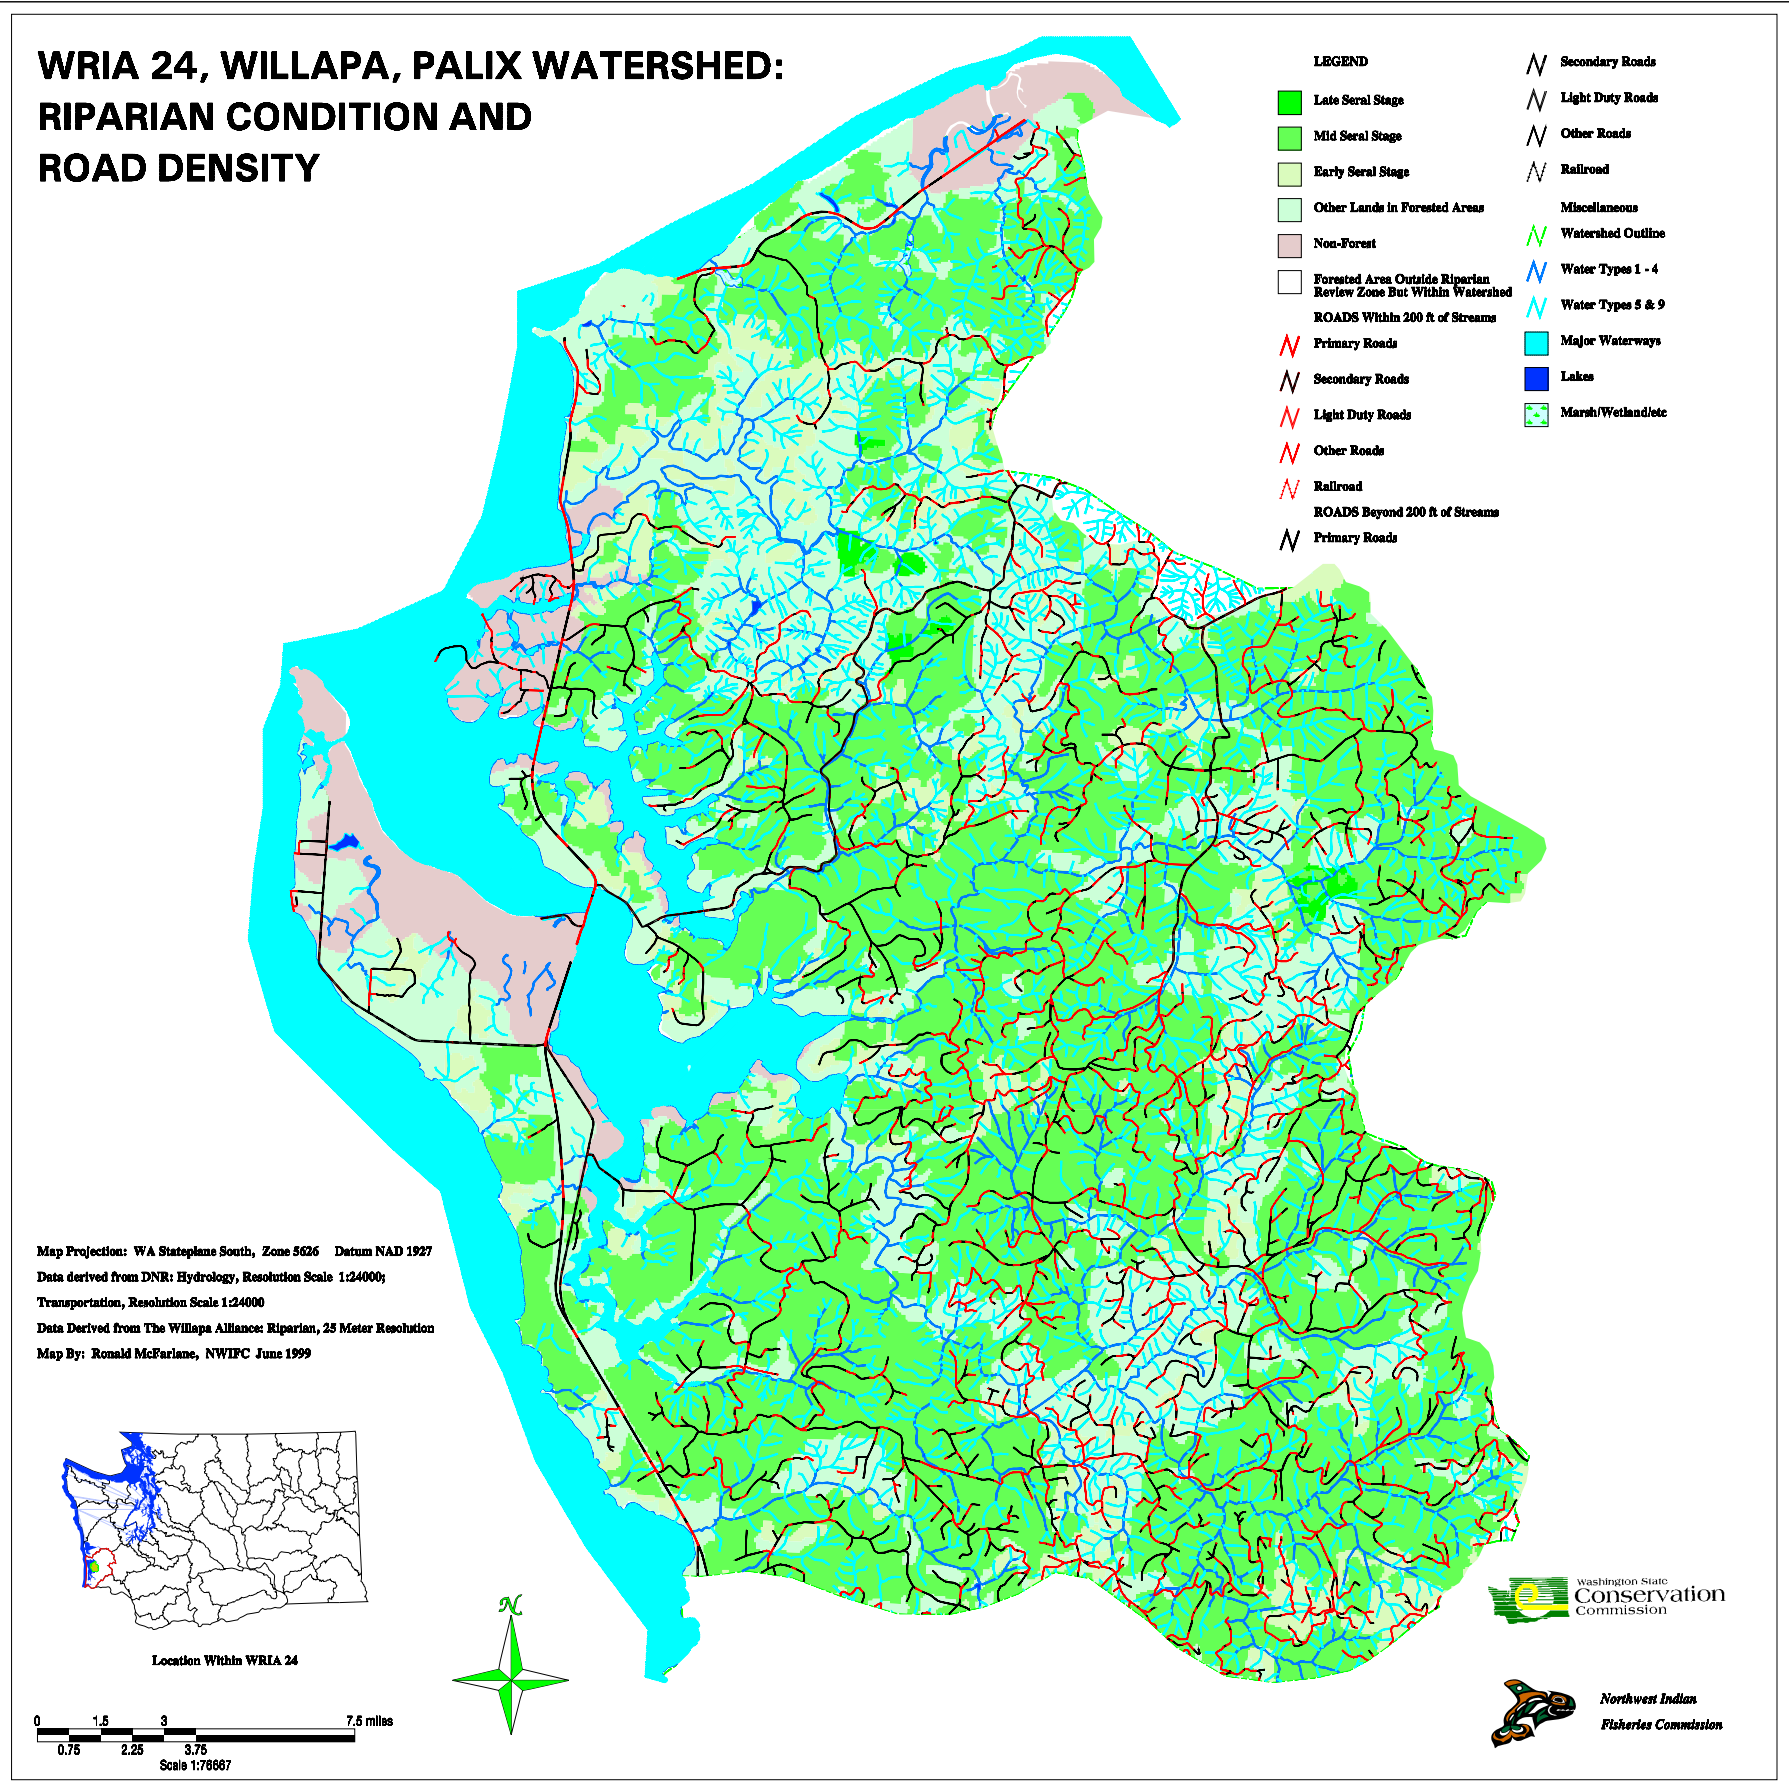 WRIA 24, WILLAPA, PALIX WATERSHED:
RIPARIAN CONDITION AND
ROAD DENSITY
LEGEND
Late Seral Stage
Mid Seral Stage
Early Seral Stage
Other Lands in Forested Areas
Non-Forest
Forested Area Outside Riparian
Review Zone But Within Watershed
ROADS Within 200 ft of Streams
Primary Roads
Secondary Roads
Light Duty Roads
Other Roads
Railroad
ROADS Beyond 200 ft of Streams
Primary Roads
Secondary Roads
Light Duty Roads
Other Roads
Railroad
Miscellaneous
Watershed Outline
Water Types 1 - 4
Water Types 5 & 9
Major Waterways
Lakes
Marsh/Wetland/etc
Map Projection: WA Stateplane South, Zone 5626 Datum NAD 1927
Data derived from DNR: Hydrology, Resolution Scale 1:24000;
Transportation, Resolution Scale 1:24000
Data Derived from The Willapa Alliance: Riparian, 25 Meter Resolution
Map By: Ronald McFarlane, NWIFC June 1999
Location Within WRIA 24
N
0 1.5 3 7.5 miles
0.75 2.25 3.75
Scale 1:76667
Washington State
Conservation
Commission
Northwest Indian
Fisheries Commission